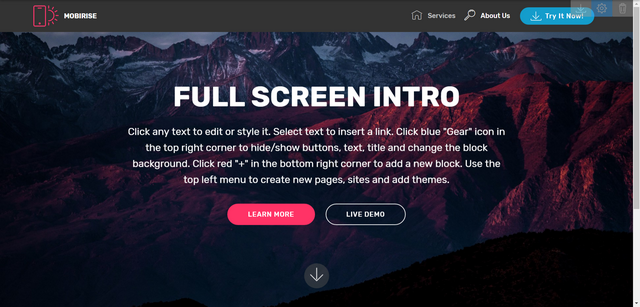 MOBIRISE
Services
About Us
Try It Now!
FULL SCREEN INTRO
Click any text to edit or style it. Select text to insert a link. Click blue "Gear" icon in
the top right corner to hide/show buttons, text, title and change the block
background. Click red "+" in the bottom right corner to add a new block. Use the
top left menu to create new pages, sites and add themes.
LEARN MORE
LIVE DEMO